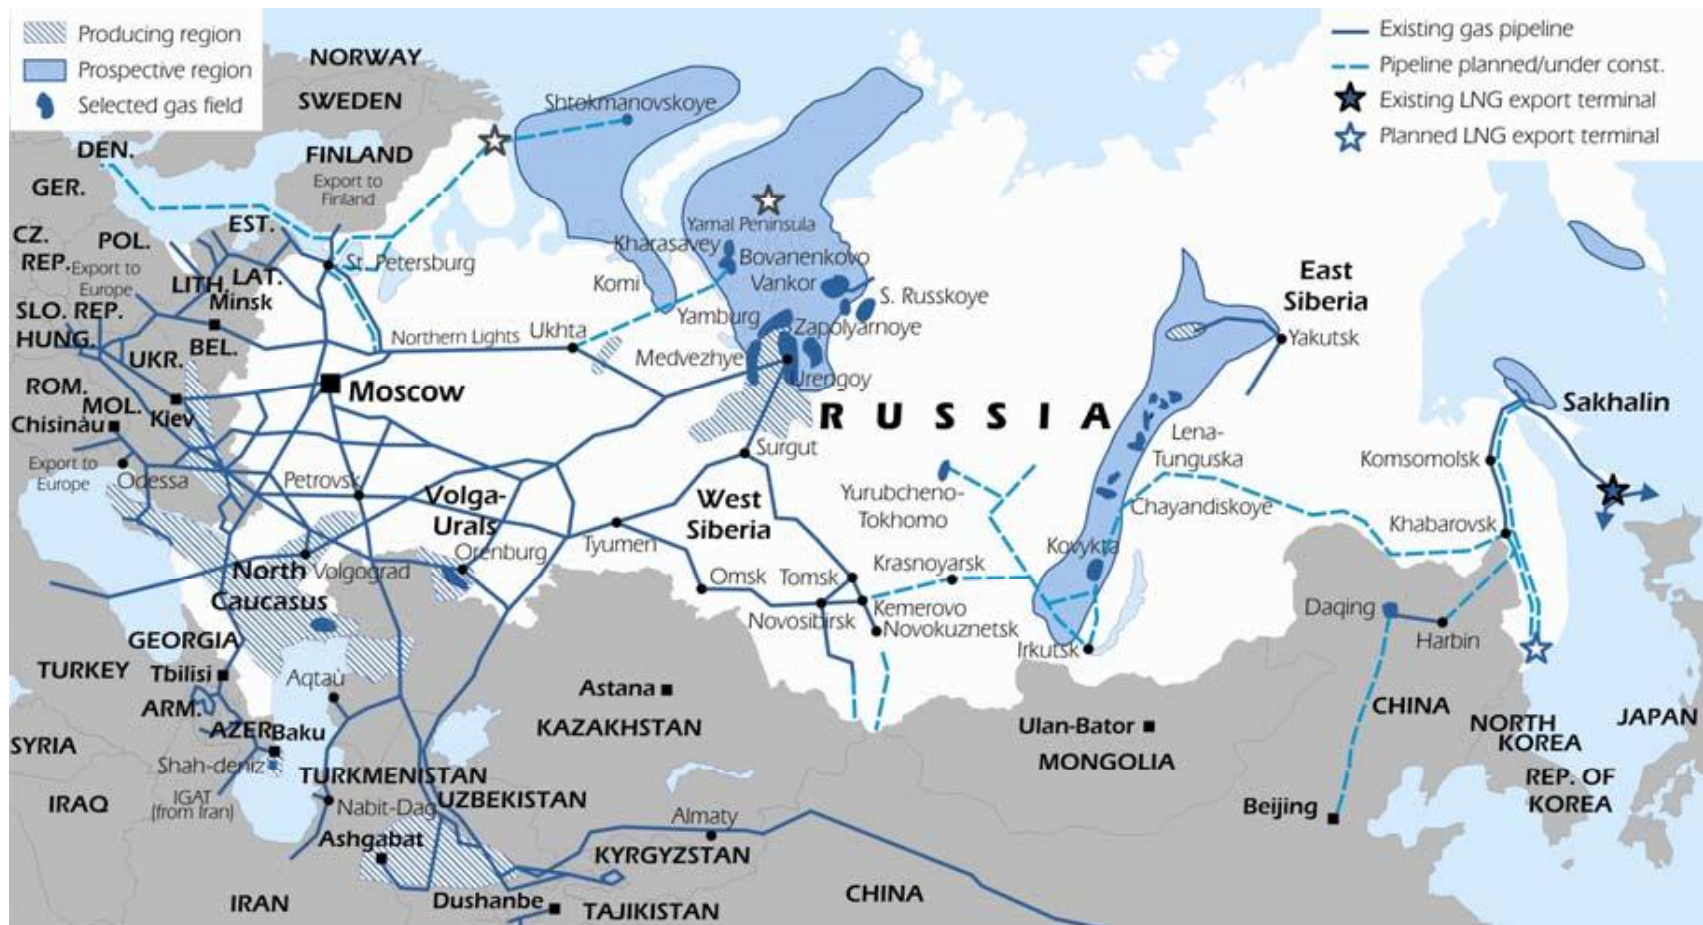 Producing region
Prospective region
Selected gas field
Existing gas pipeline
Pipeline planned/under const.
Existing LNG export terminal
Planned LNG export terminal
NORWAY
SWEDEN
FINLAND
Export to
Finland
DEN.
GER.
EST.
CZ.
REP.
POL.
Export to
Europe
LITH.
LAT.
Minsk
SLO. REP.
HUNG.
UKR.
BEL.
ROM.
MOL.
Kiev
Chisinàu
Export to
Europe
Odessa
St. Petersburg
Northern Lights
Ukhta
Moscow
Petrovsk
Volga-
Urals
Orenburg
Volgograd
North
Caucasus
GEORGIA
TURKEY
Tbilisi
ARM.
AZER.
Baku
SYRIA
Shah-deniz
IGAT
(from Iran)
IRAQ
Aqtaù
TURKMENISTAN
Nabit-Dag
UZBEKISTAN
Ashgabat
IRAN
Dushanbe
TAJIKISTAN
KYRGYZSTAN
Almaty
Astana
KAZAKHSTAN
CHINA
Shtokmanovskoye
Yamal Peninsula
Kharasavey
Bovanenkovo
Komi
Vankor
S. Russkoye
Yamburg
Zapolyarnoye
Medvezhye
Urengoy
RUSSIA
Surgut
West
Siberia
Tyumen
Omsk
Tomsk
Novosibirsk
Kemerovo
Novokuznetsk
Krasnoyarsk
Yurubcheno-
Tokhomo
Kovykta
Irkutsk
Lena-
Tunguska
Chayandiskoye
East
Siberia
Yakutsk
Sakhalin
Komsomolsk
Khabarovsk
Daqing
Harbin
Ulan-Bator
MONGOLIA
Beijing
CHINA
NORTH
KOREA
REP. OF
KOREA
JAPAN